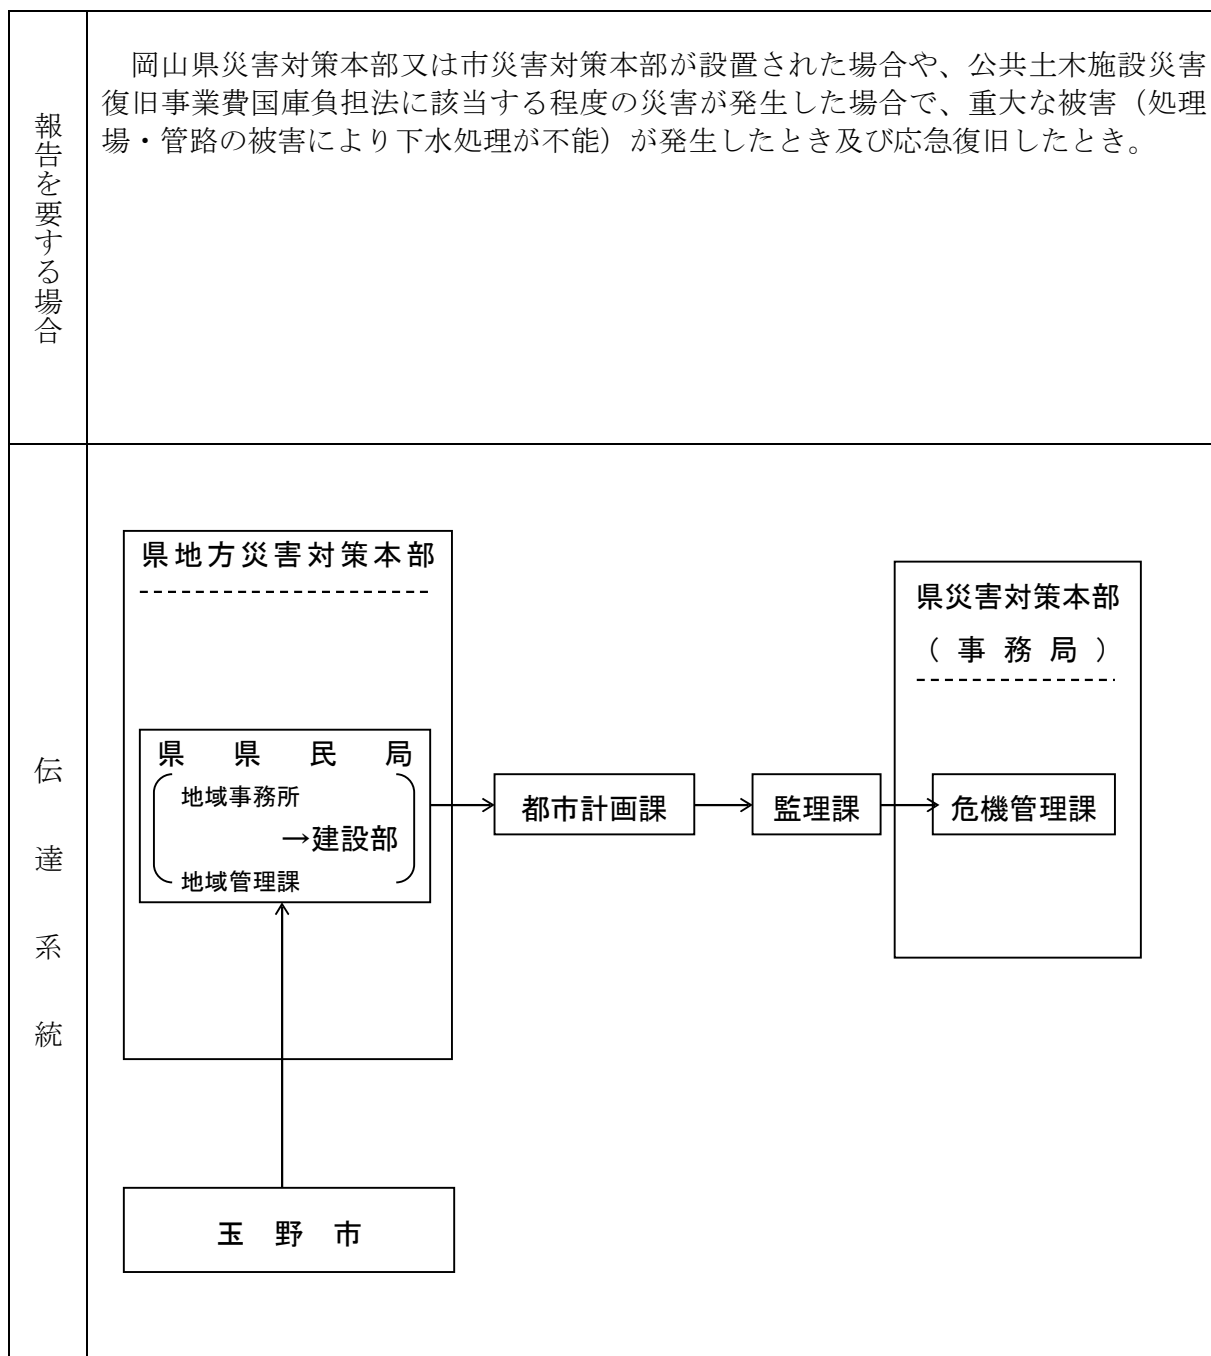 報告を要する場合
岡山県災害対策本部又は市災害対策本部が設置された場合や、公共土木施設災害
復旧事業費国庫負担法に該当する程度の災害が発生した場合で、重大な被害（処理
場・管路の被害により下水処理が不能）が発生したとき及び応急復旧したとき。
伝達系統
県地方災害対策本部
県県民局
地域事務所
→建設部
地域管理課
都市計画課
監理課
県災害対策本部
（事務局）
危機管理課
玉野市